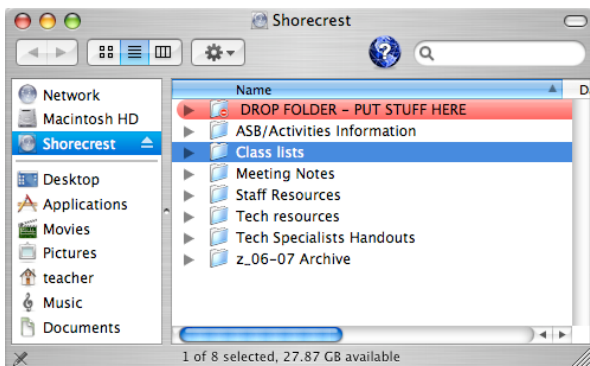 Shorecrest
Name
D
Network
Macintosh HD
Shorecrest
Desktop
Applications
Movies
Pictures
teacher
Music
Documents
DROP FOLDER – PUT STUFF HERE
ASB/Activities Information
Class lists
Meeting Notes
Staff Resources
Tech resources
Tech Specialists Handouts
z_06-07 Archive
1 of 8 selected, 27.87 GB available